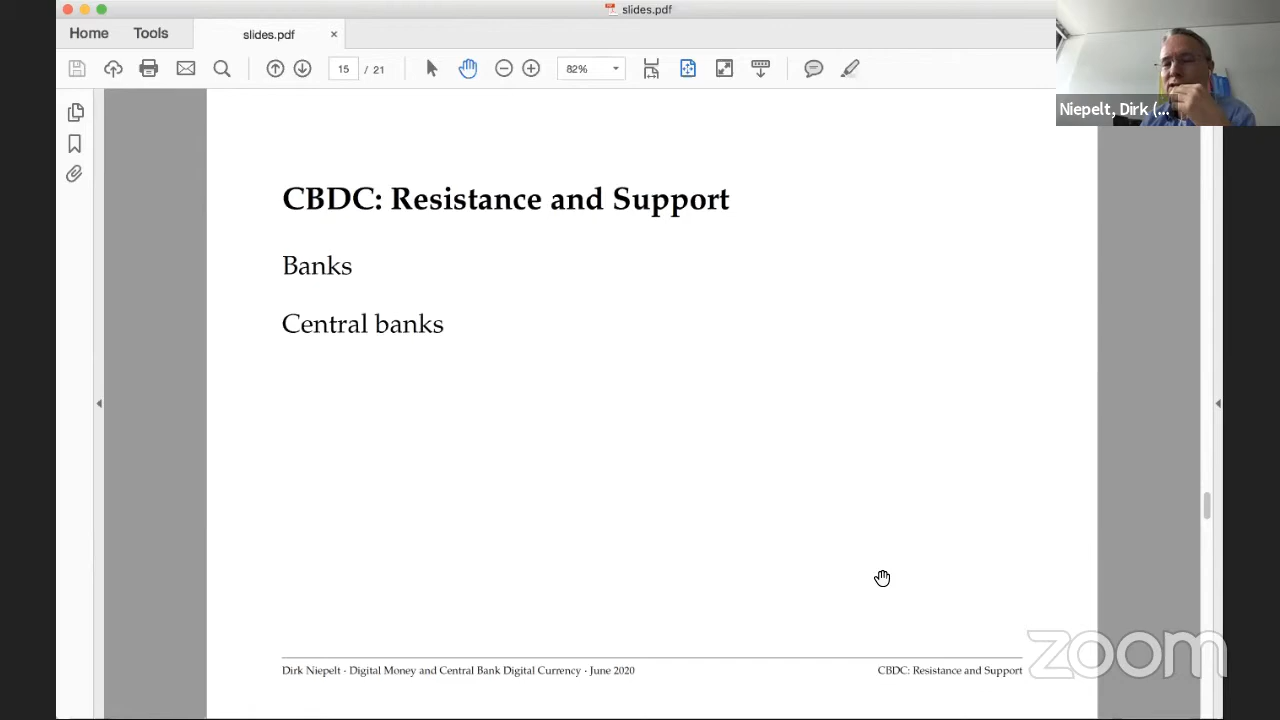 slides.pdf
Home
Tools
slides.pdf
15 / 21
82%
Niepelt, Dirk (...
CBDC: Resistance and Support
Banks
Central banks
Dirk Niepelt · Digital Money and Central Bank Digital Currency · June 2020
CBDC: Resistance and Support
zoom